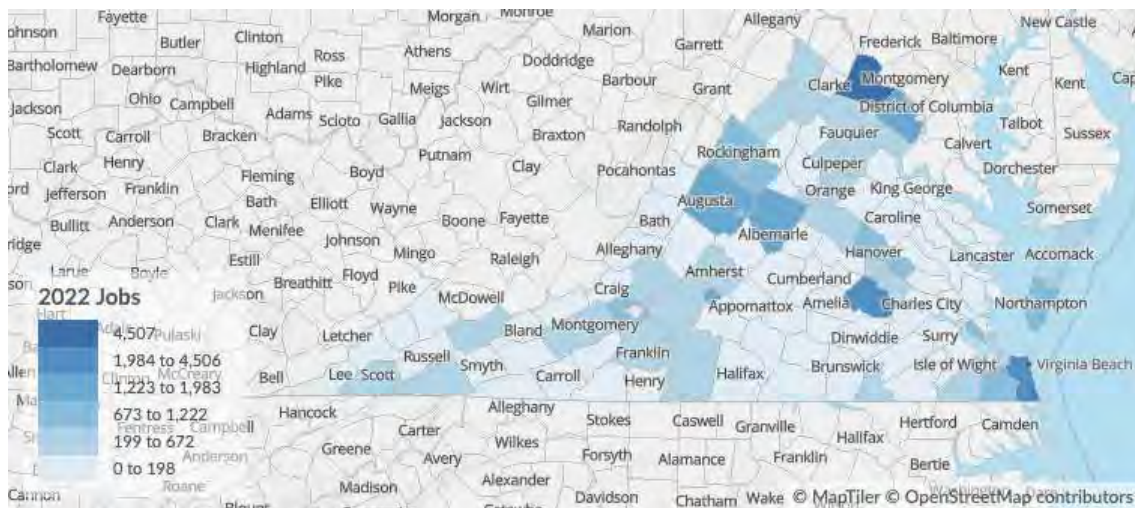 Fayette
Morgan
Monroe
Allegany
New Castle
Johnson
Butler
Clinton
Ross
Athens
Marion
Garrett
Frederick
Baltimore
Bartholomew
Dearborn
Highland
Pike
Meigs
Wirt
Doddridge
Barbour
Grant
Clarke
Montgomery
Kent
Kent
Jackson
Ohio
Campbell
Adams
Scioto
Gallia
Jackson
Gilmer
Randolph
District of Columbia
Talbot
Sussex
Scott
Carroll
Bracken
Braxton
Fauquier
Calvert
Clark
Henry
Fleming
Boyd
Putnam
Clay
Pocahontas
Rockingham
Culpeper
Dorchester
Jefferson
Franklin
Bath
Elliott
Wayne
Boone
Fayette
Augusta
Orange
King George
Somerset
Bullitt
Anderson
Clark
Menifee
Johnson
Mingo
Raleigh
Bath
Albemarle
Caroline
Estill
Floyd
Pike
Alleghany
Hanover
Lancaster
Accomack
Larue
Boyle
Breathitt
McDowell
Craig
Amherst
Cumberland
2022 Jobs
Jackson
Appomattox
Amelia
Charles City
Northampton
Hart
4,507
Pulaski
Clay
Letcher
Bland
Montgomery
Dinwiddie
Surry
1,984 to 4,506
Russell
Smyth
Franklin
Isle of Wight
Virginia Beach
1,223 to 1,983
McCreary
Bell
Lee
Scott
Carroll
Henry
Halifax
Brunswick
673 to 1,222
Hancock
Alleghany
Stokes
Caswell
Granville
Hertford
Camden
199 to 672
Fentress
Campbell
Greene
Carter
Wilkes
Halifax
0 to 198
Anderson
Avery
Forsyth
Alamance
Franklin
Bertie
Cannon
Roane
Madison
Alexander
Davidson
Chatham
Wake
Washington
© MapTiler © OpenStreetMap contributors